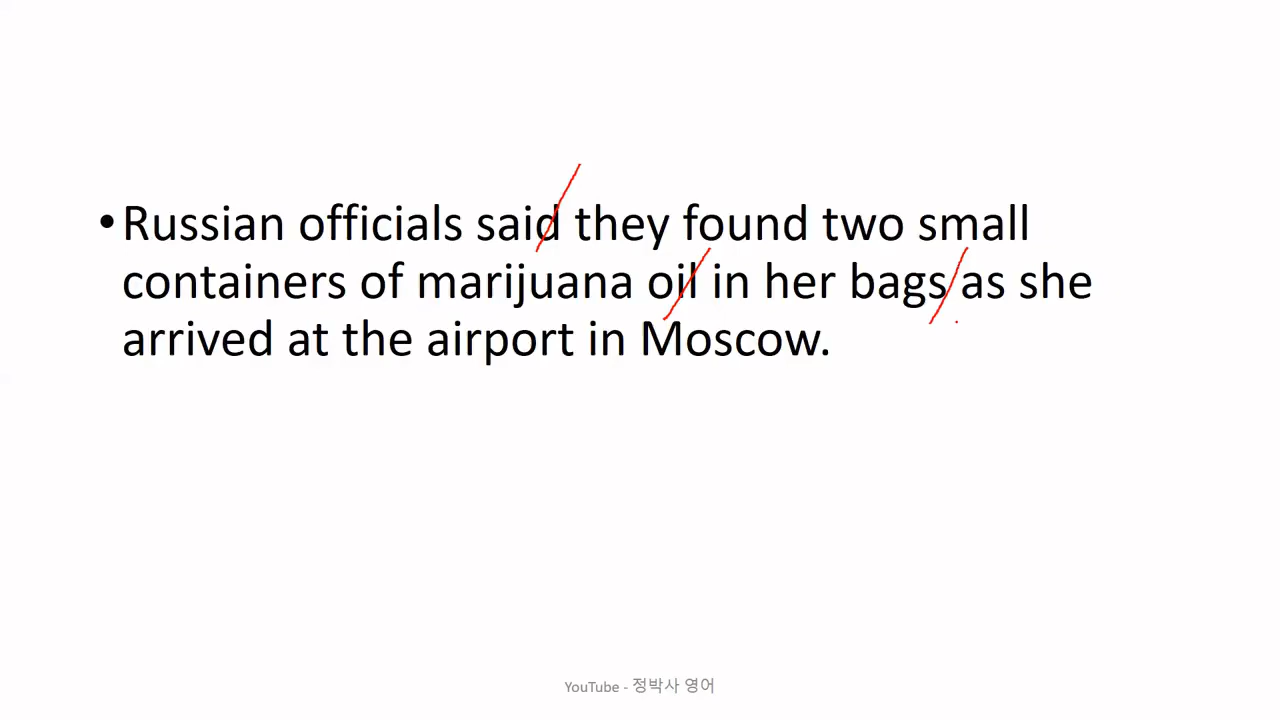 •Russian officials said they found two small
containers of marijuana oil in her bags as she
arrived at the airport in Moscow.
YouTube - 정박사 영어